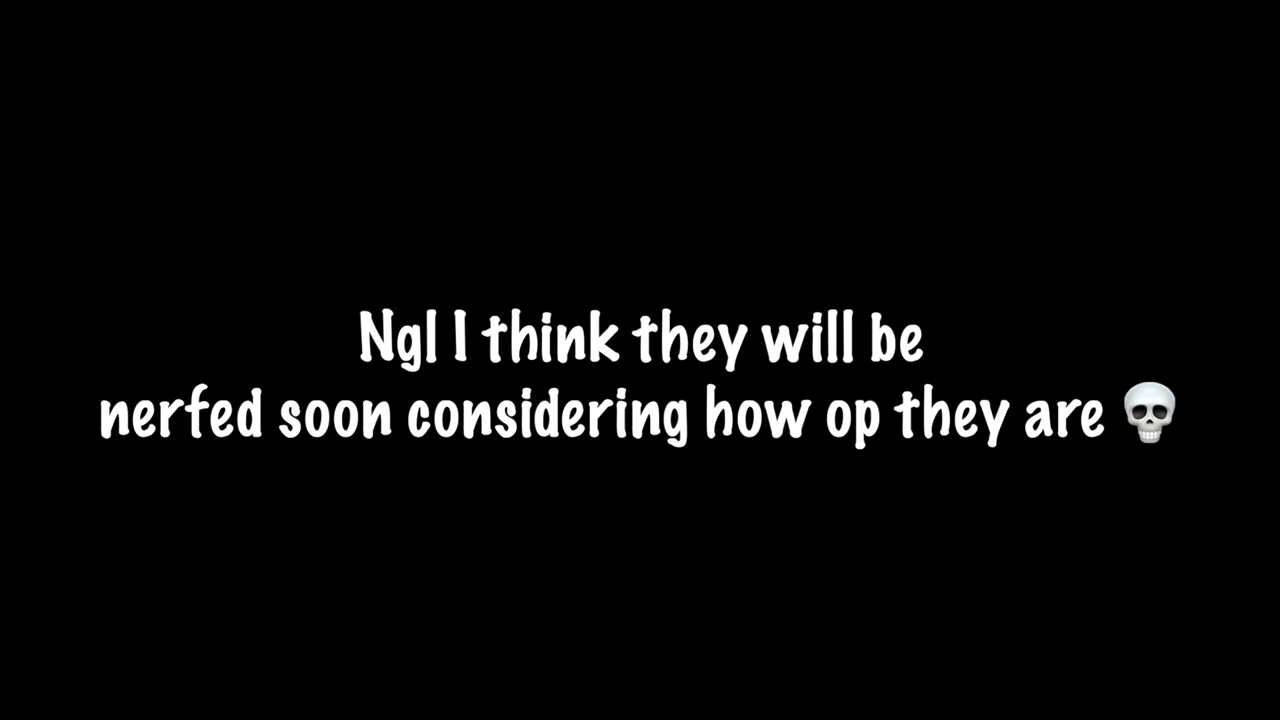 Ngl I think they will be
nerfed soon considering how op they are 💀